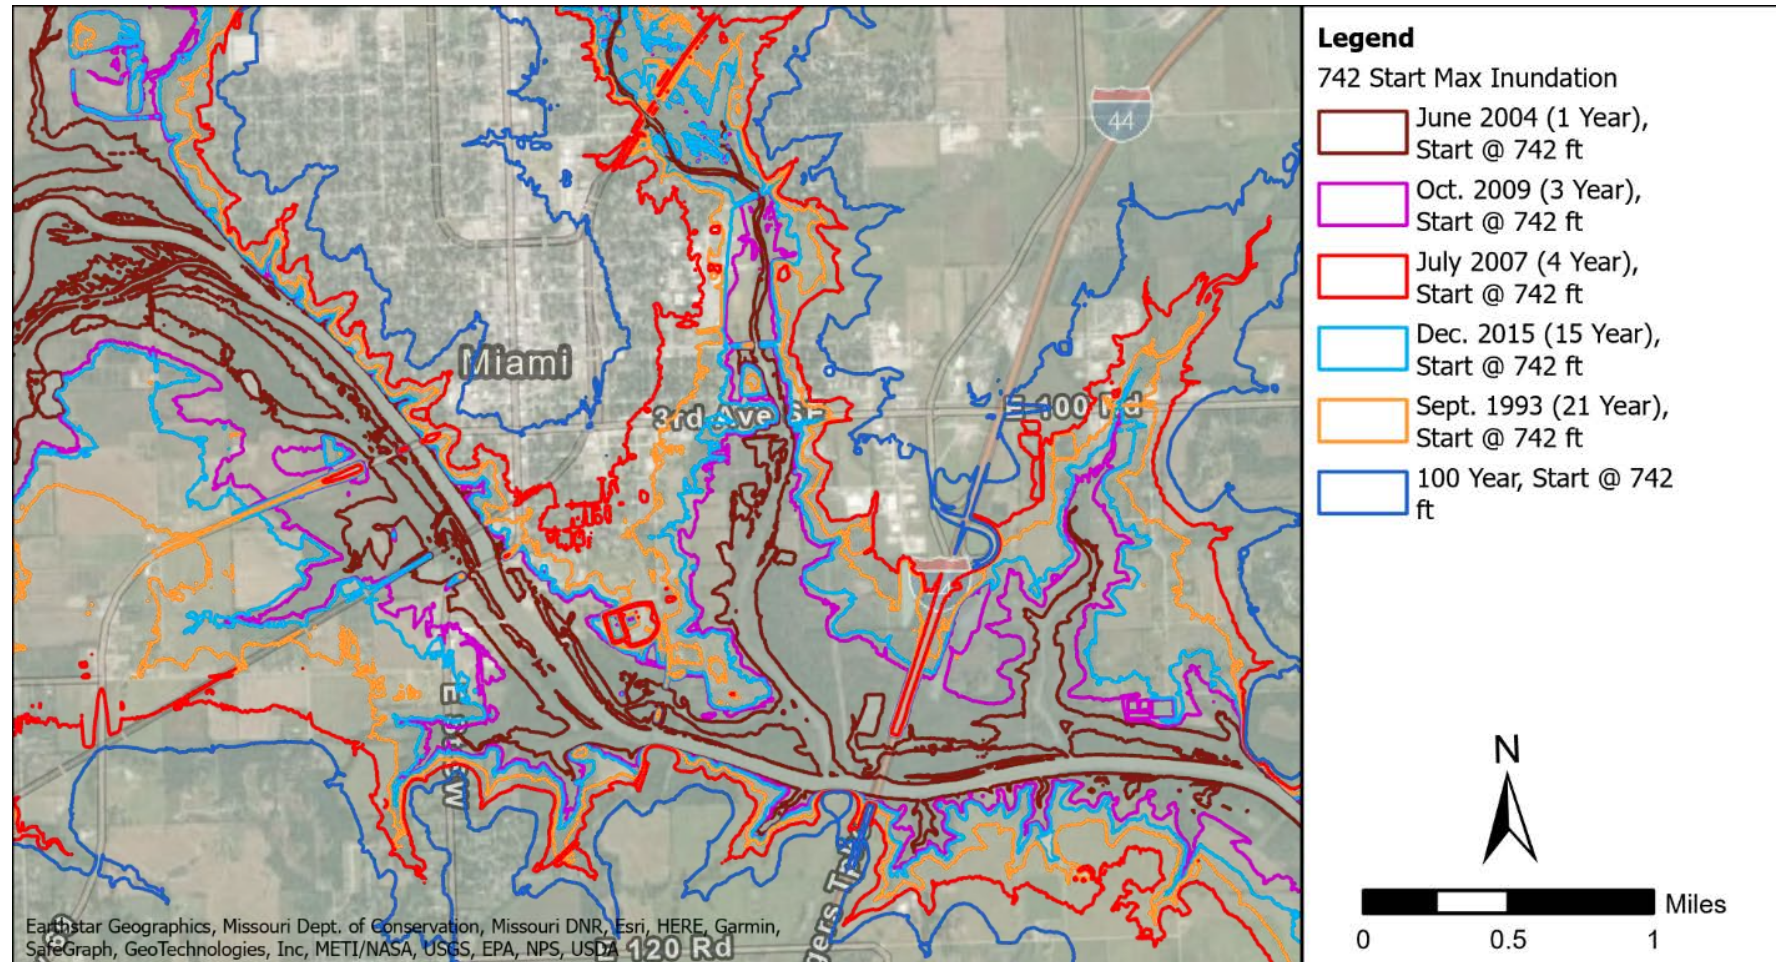 44
Miami
3rd Ave SE
E 100 Rd
E 120 Rd
Earthstar Geographics, Missouri Dept. of Conservation, Missouri DNR, Esri, HERE, Garmin,
SafeGraph, GeoTechnologies, Inc, METI/NASA, USGS, EPA, NPS, USDA
Legend
742 Start Max Inundation
June 2004 (1 Year),
Start @ 742 ft
Oct. 2009 (3 Year),
Start @ 742 ft
July 2007 (4 Year),
Start @ 742 ft
Dec. 2015 (15 Year),
Start @ 742 ft
Sept. 1993 (21 Year),
Start @ 742 ft
100 Year, Start @ 742
ft
N
Miles
0 0.5 1